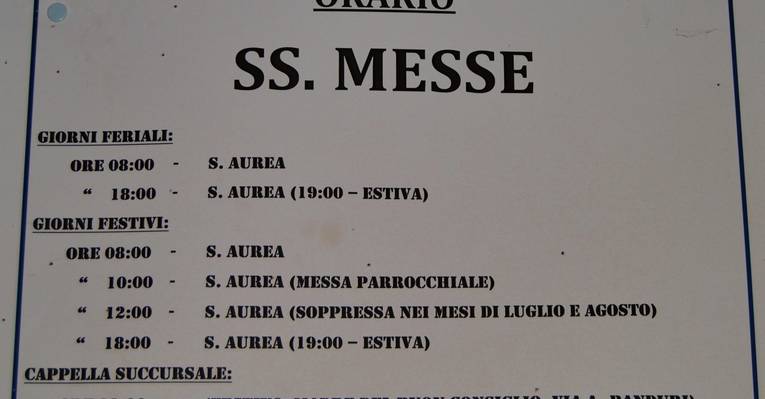 ORARIO
SS. MESSE
GIORNI FERIALI:
ORE 08:00 - S. AUREA
“ 18:00 - S. AUREA (19:00 – ESTIVA)
GIORNI FESTIVI:
ORE 08:00 - S. AUREA
“ 10:00 - S. AUREA (MESSA PARROCCHIALE)
“ 12:00 - S. AUREA (SOPPRESSA NEI MESI DI LUGLIO E AGOSTO)
“ 18:00 - S. AUREA (19:00 – ESTIVA)
CAPPELLA SUCCURSALE: